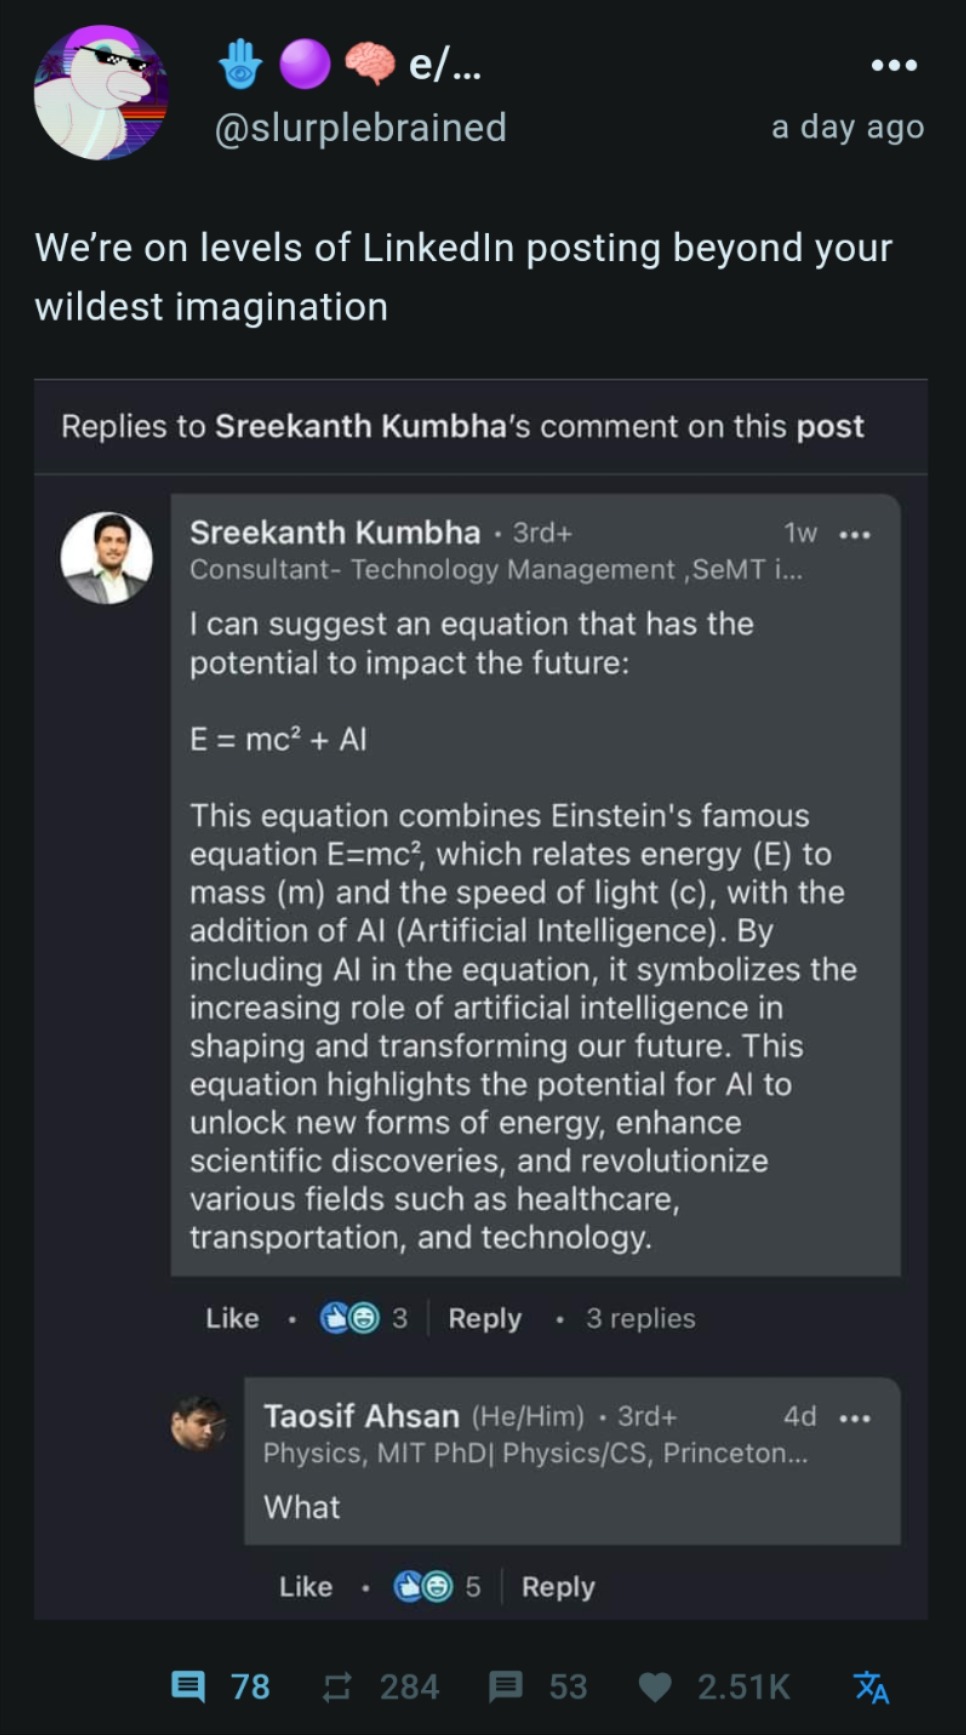 e/...
@slurplebrained
a day ago
We’re on levels of LinkedIn posting beyond your
wildest imagination
Replies to Sreekanth Kumbha's comment on this post
Sreekanth Kumbha • 3rd+ 1w
Consultant- Technology Management ,SeMT i...
I can suggest an equation that has the
potential to impact the future:
E = mc² + AI
This equation combines Einstein's famous
equation E=mc², which relates energy (E) to
mass (m) and the speed of light (c), with the
addition of AI (Artificial Intelligence). By
including AI in the equation, it symbolizes the
increasing role of artificial intelligence in
shaping and transforming our future. This
equation highlights the potential for AI to
unlock new forms of energy, enhance
scientific discoveries, and revolutionize
various fields such as healthcare,
transportation, and technology.
Like • 3 | Reply • 3 replies
Taosif Ahsan (He/Him) • 3rd+ 4d
Physics, MIT PhD| Physics/CS, Princeton...
What
Like • 5 | Reply
78 284 53 2.51K